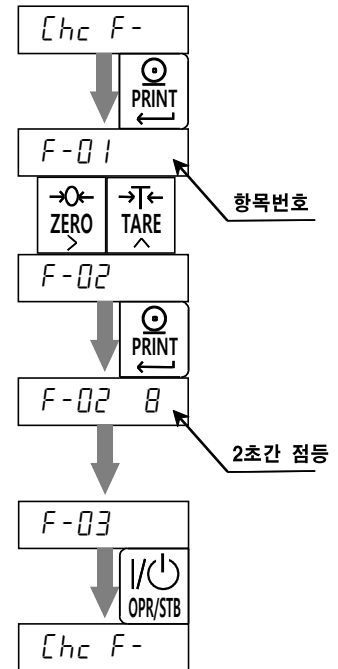 Chc F-
PRINT
F-01
항목번호
→0← →T←
ZERO TARE
F-02
PRINT
F-02 8
2초간 점등
F-03
I/⏻
OPR/STB
Chc F-